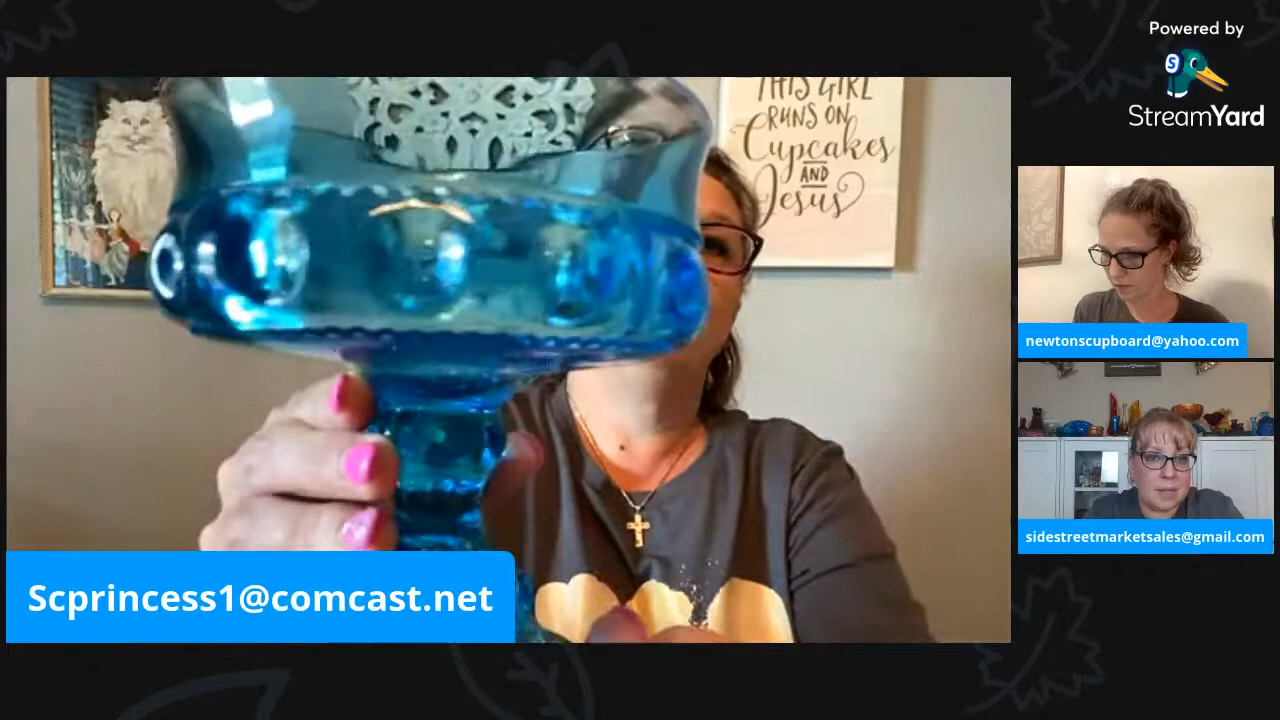 Powered by
StreamYard
THIS GIRL
RUNS ON
Cupcakes
AND
Jesus
newtonscupboard@yahoo.com
sidestreetmarketsales@gmail.com
Scprincess1@comcast.net